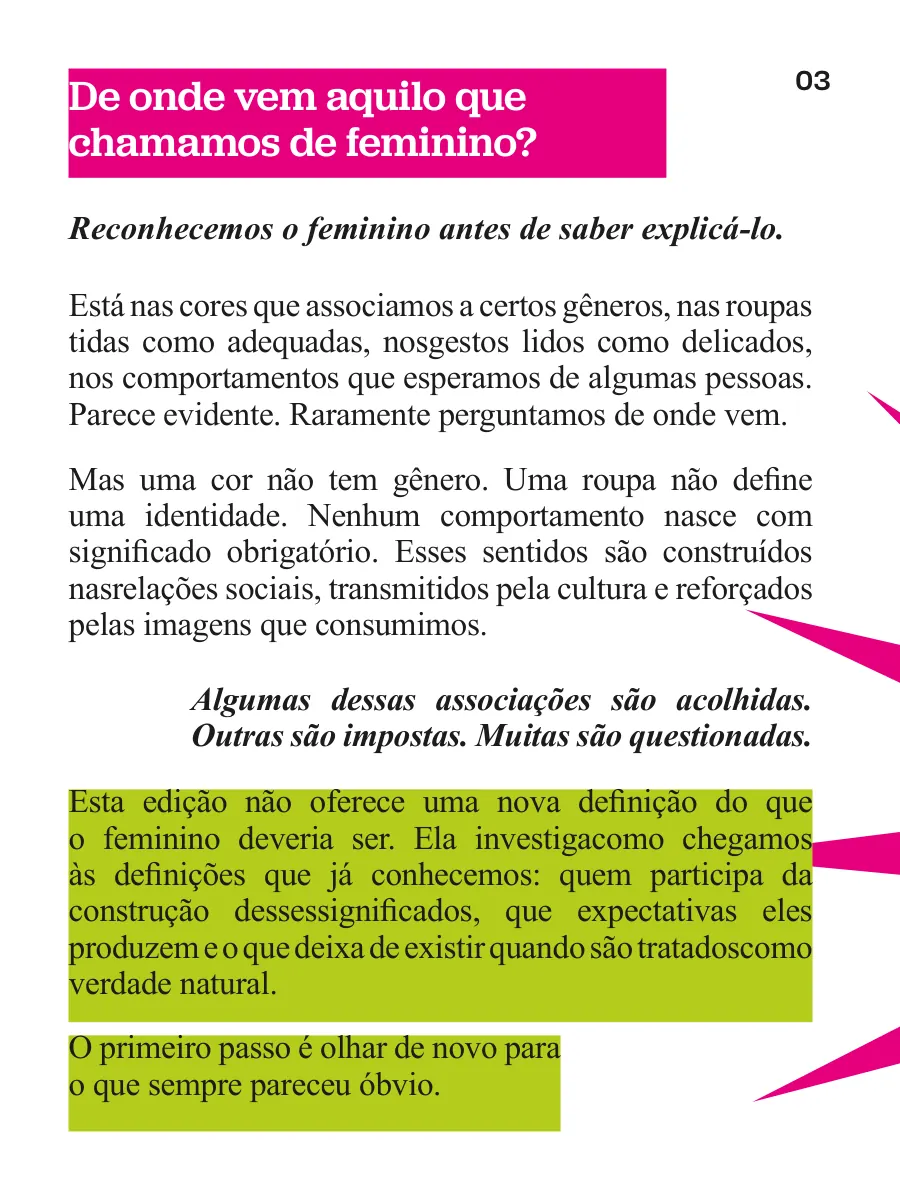 De onde vem aquilo que
chamamos de feminino?
03
Reconhecemos o feminino antes de saber explicá-lo.
Está nas cores que associamos a certos gêneros, nas roupas
tidas como adequadas, nosgestos lidos como delicados,
nos comportamentos que esperamos de algumas pessoas.
Parece evidente. Raramente perguntamos de onde vem.
Mas uma cor não tem gênero. Uma roupa não define
uma identidade. Nenhum comportamento nasce com
significado obrigatório. Esses sentidos são construídos
nasrelações sociais, transmitidos pela cultura e reforçados
pelas imagens que consumimos.
Algumas dessas associações são acolhidas.
Outras são impostas. Muitas são questionadas.
Esta edição não oferece uma nova definição do que
o feminino deveria ser. Ela investigacomo chegamos
às definições que já conhecemos: quem participa da
construção dessessignificados, que expectativas eles
produzem e o que deixa de existir quando são tratadoscomo
verdade natural.
O primeiro passo é olhar de novo para
o que sempre pareceu óbvio.